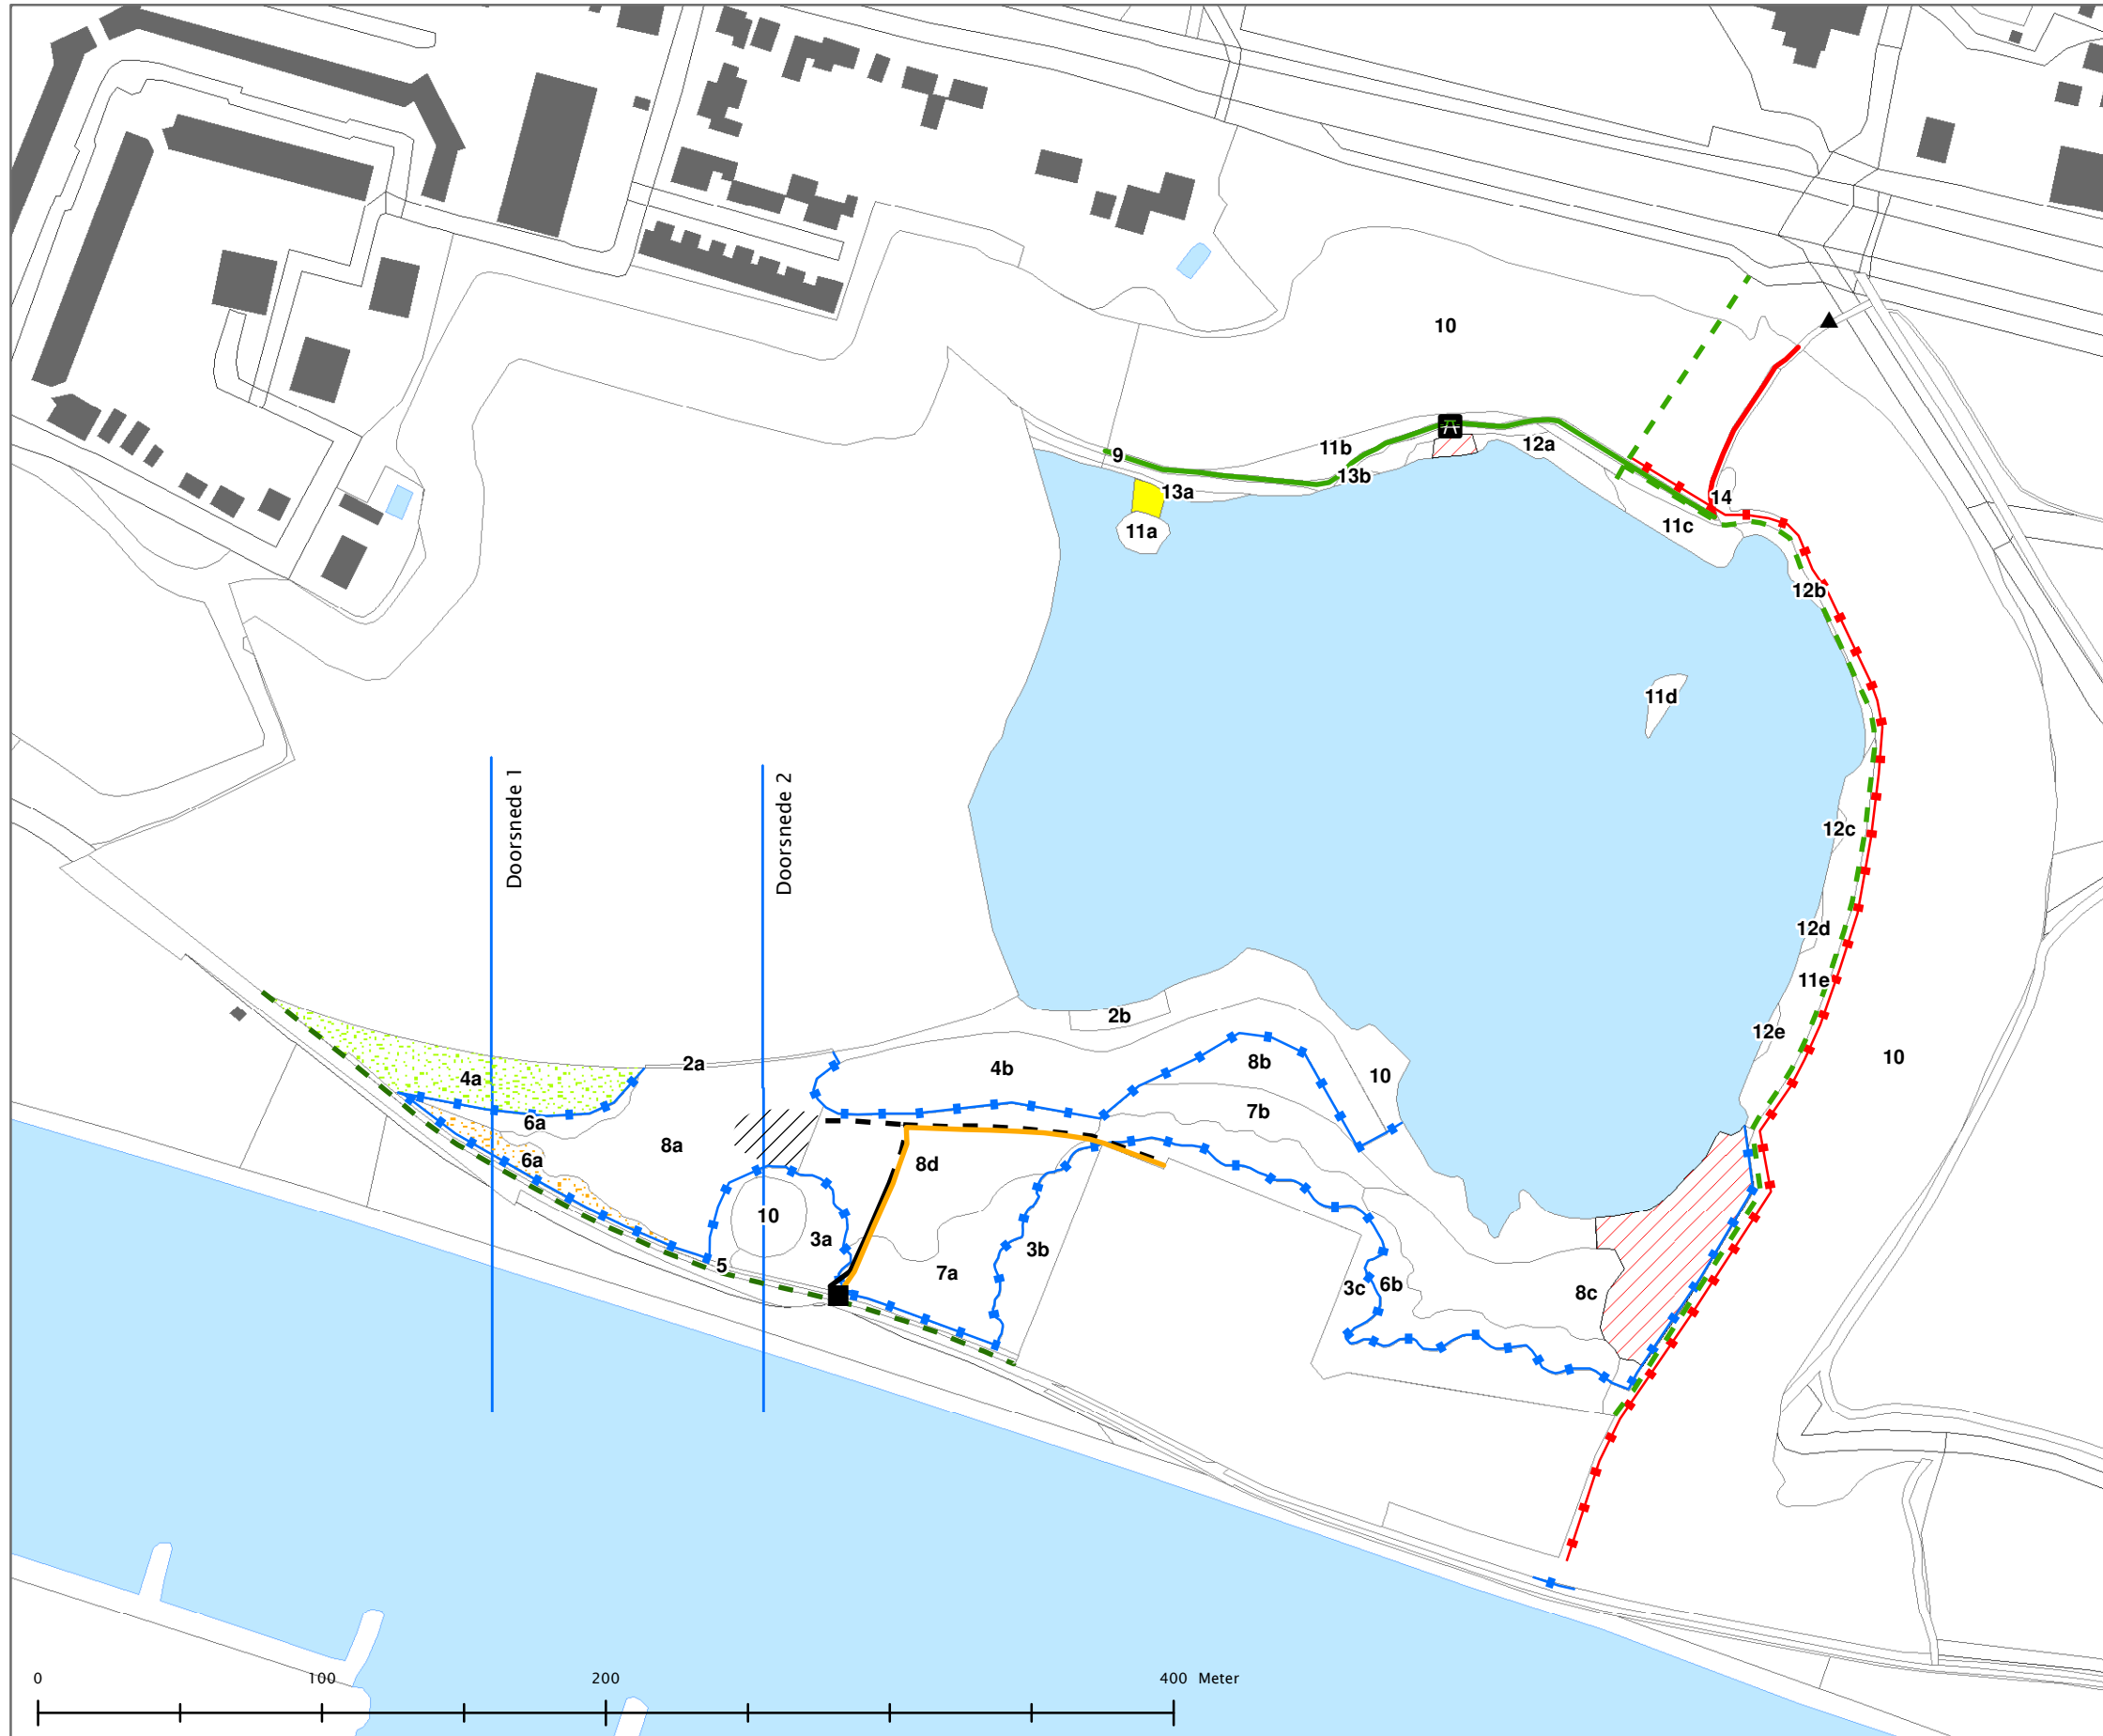 10
9
11b
12a
13b
13a
14
11c
11a
12b
11d
Doorsnede 1
Doorsnede 2
12c
12d
11e
12e
2b
10
2a
4b
8b
10
4a
7b
6a
8a
6a
8d
10
3a
3b
5
7a
3c
6b
8c
0
100
200
400 Meter